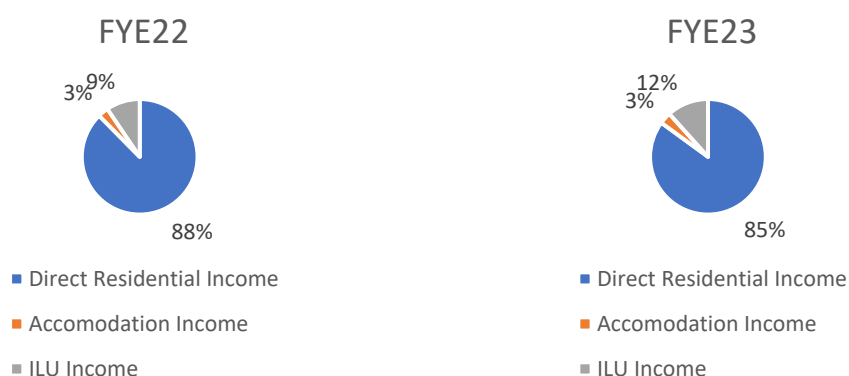 FYE22
9%
3%
88%
Direct Residential Income
Accomodation Income
ILU Income
FYE23
12%
3%
85%
Direct Residential Income
Accomodation Income
ILU Income